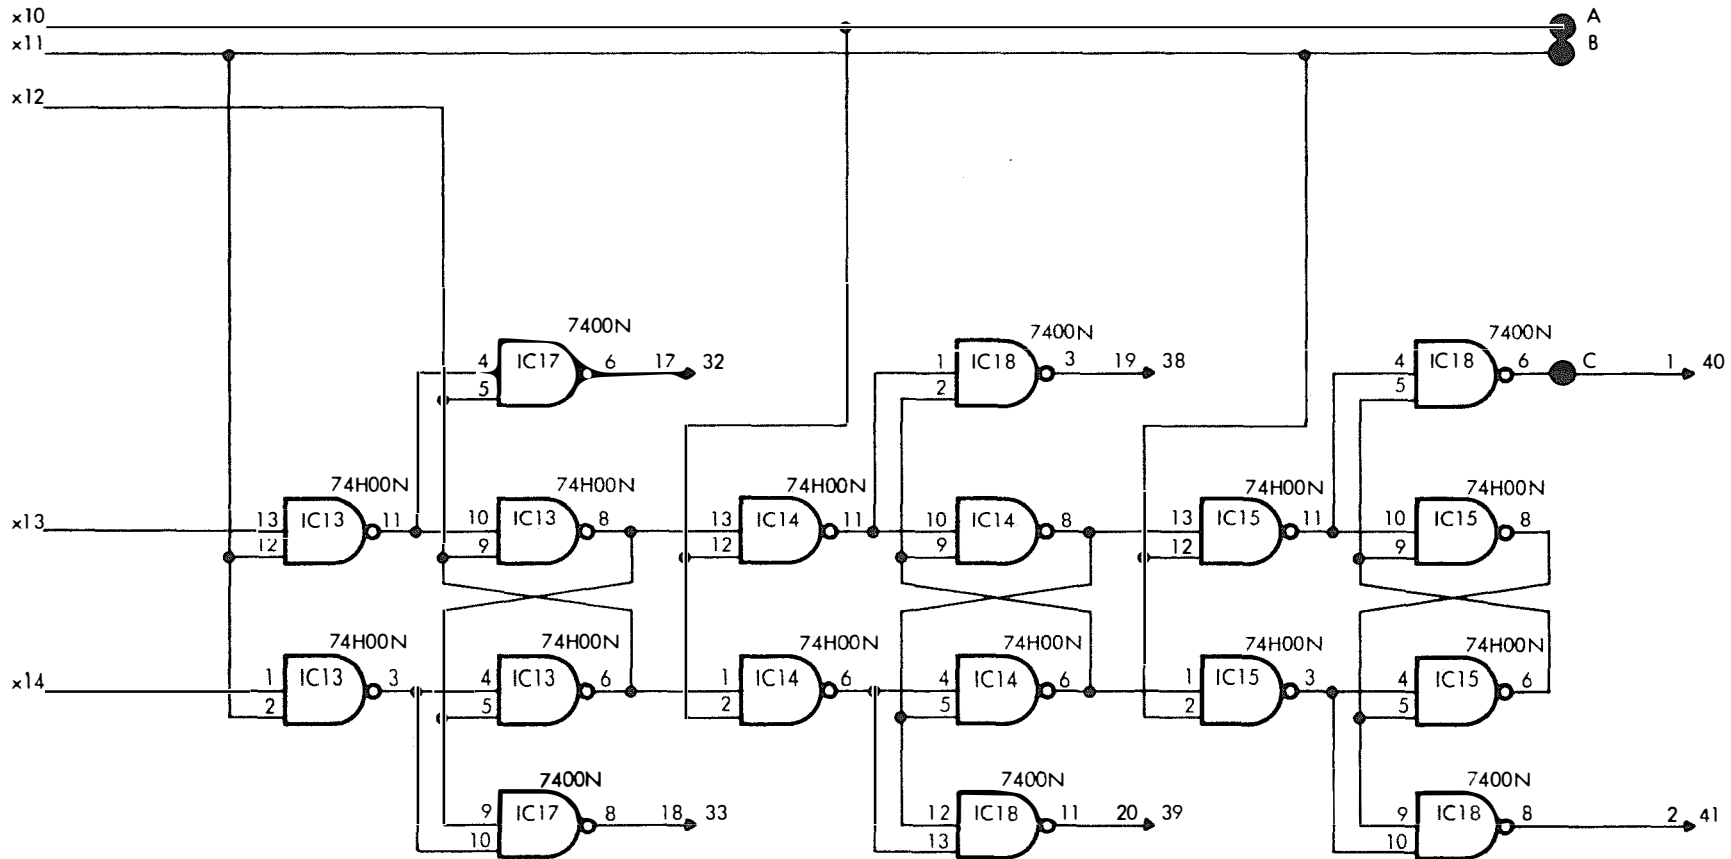 x10 A
x11 B
x12
7400N 7400N 7400N
4 IC17 6 17 32 1 IC18 3 19 38 4 IC18 6 C 1 40
5 2 5
74H00N 74H00N 74H00N 74H00N 74H00N 74H00N
x13 13 IC13 11 10 IC13 8 13 IC14 11 10 IC14 8 13 IC15 11 10 IC15 8
12 9 12 9 12 9
74H00N 74H00N 74H00N 74H00N 74H00N 74H00N
x14 1 IC13 3 4 IC13 6 1 IC14 6 4 IC14 6 1 IC15 3 4 IC15 6
2 5 2 5 2 5
7400N 7400N 7400N
9 IC17 8 18 33 12 IC18 11 20 39 9 IC18 8 2 41
10 13 10